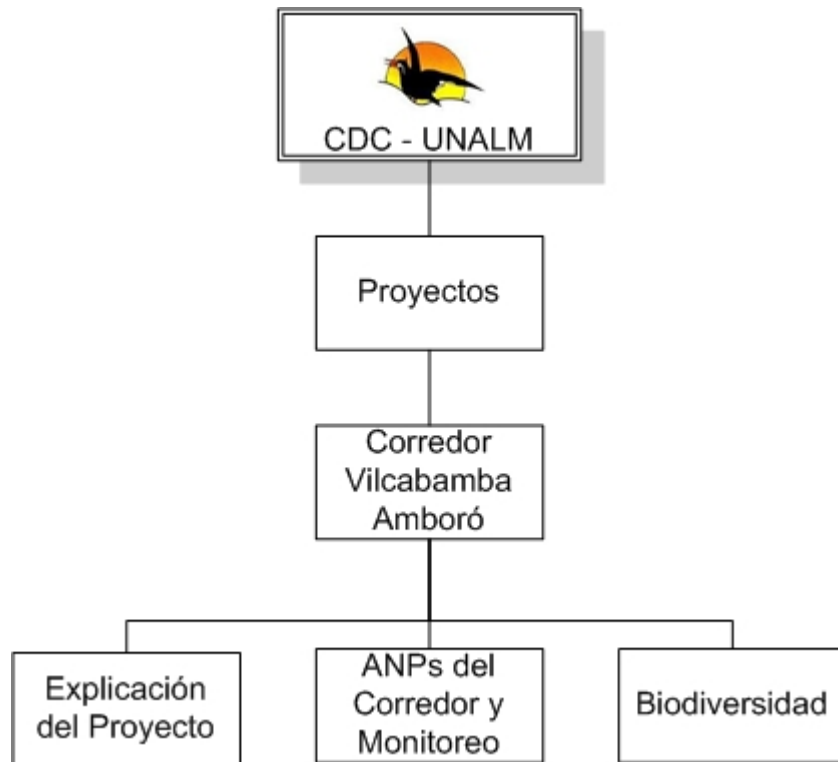 CDC - UNALM
Proyectos
Corredor
Vilcabamba
Amboró
Explicación
del Proyecto
ANPs del
Corredor y
Monitoreo
Biodiversidad